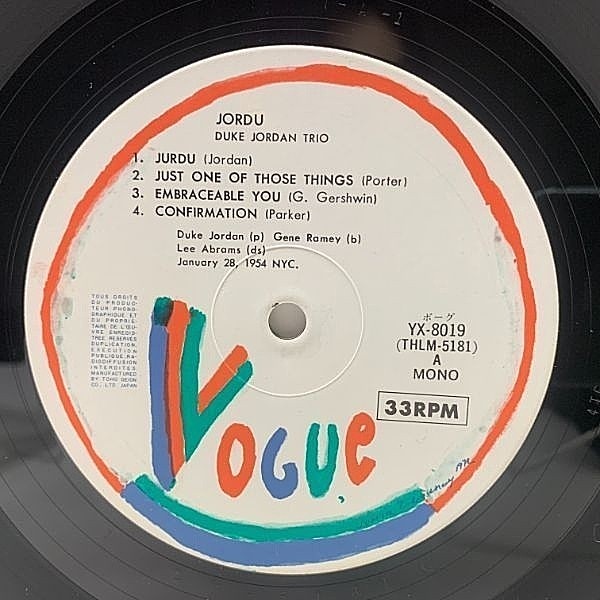 JORDU
DUKE JORDAN TRIO
1. JURDU (Jordan)
2. JUST ONE OF THOSE THINGS (Porter)
3. EMBRACEABLE YOU (G. Gershwin)
4. CONFIRMATION (Parker)
Duke Jordan (p) Gene Ramey (b)
Lee Abrams (ds)
January 28, 1954 NYC.
TOUS DROITS
DU PRODUC-
TEUR PHONO-
GRAPHIQUE ET
DU PROPRIE-
TAIRE DE L'ŒU-
VRE ENREGIS-
TREE RESERVES
DUPLICATION,
EXECUTION
PUBLIQUE, RA-
DIODIFFUSION
INTERDITES.
MANUFACTURED
BY TOHO GEION
CO., LTD. JAPAN
ボーグ
YX-8019
(THLM-5181)
A
MONO
33RPM
VOGUE